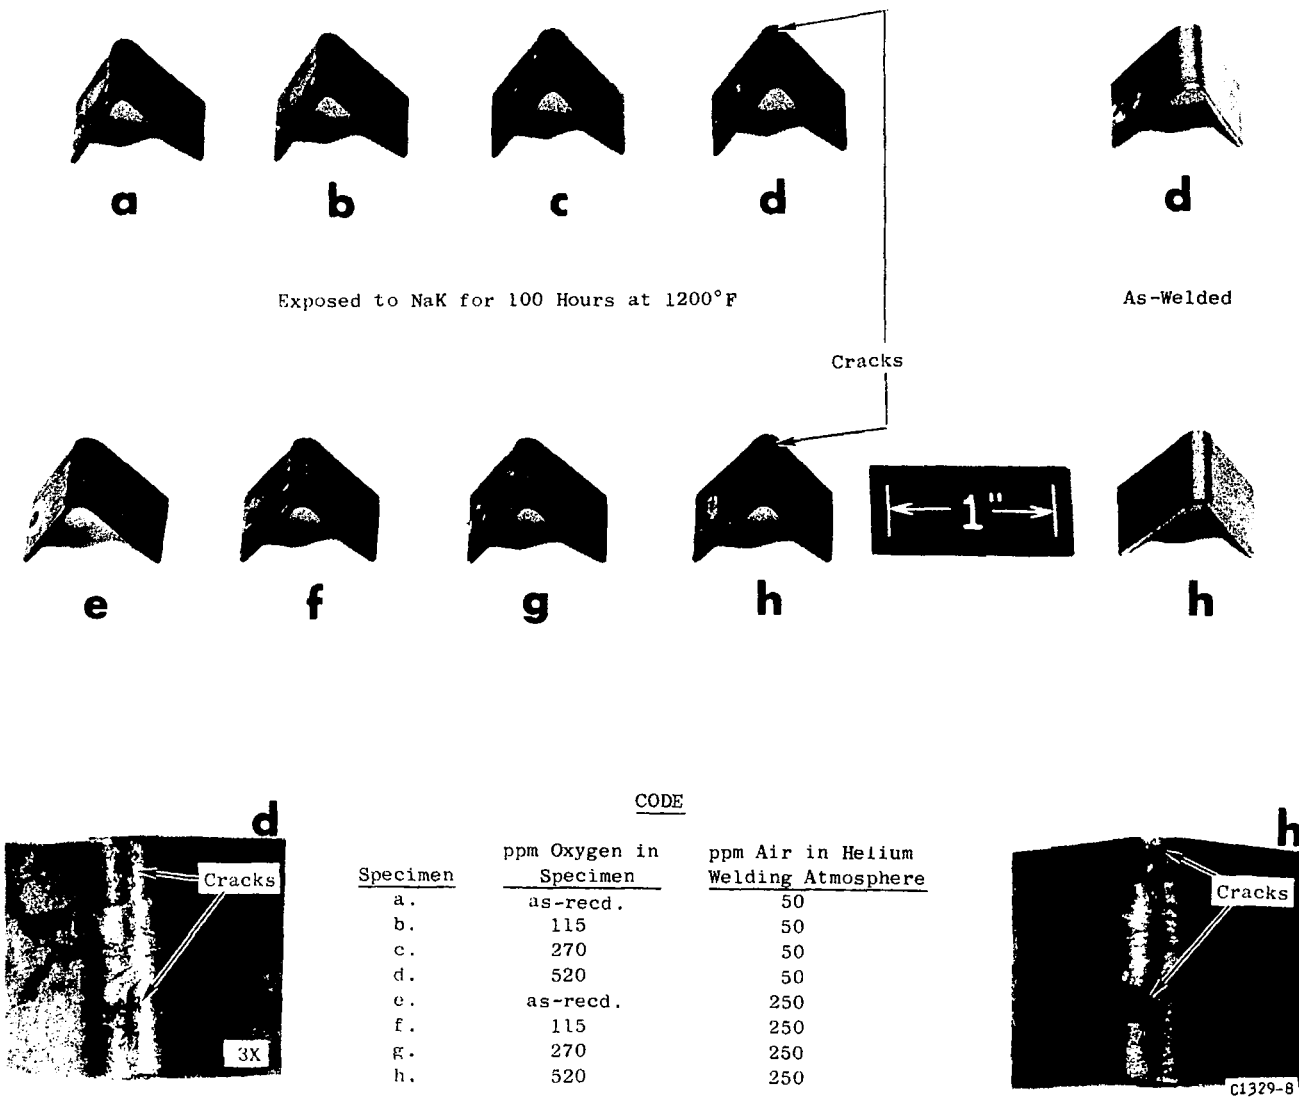 a b c d d
Exposed to NaK for 100 Hours at 1200°F
As-Welded
Cracks
1"
e f g h h
d
Cracks
3X
CODE
Specimen ppm Oxygen in Specimen ppm Air in Helium Welding Atmosphere
a. as-recd. 50
b. 115 50
c. 270 50
d. 520 50
e. as-recd. 250
f. 115 250
g. 270 250
h. 520 250
h
Cracks
C1329-8